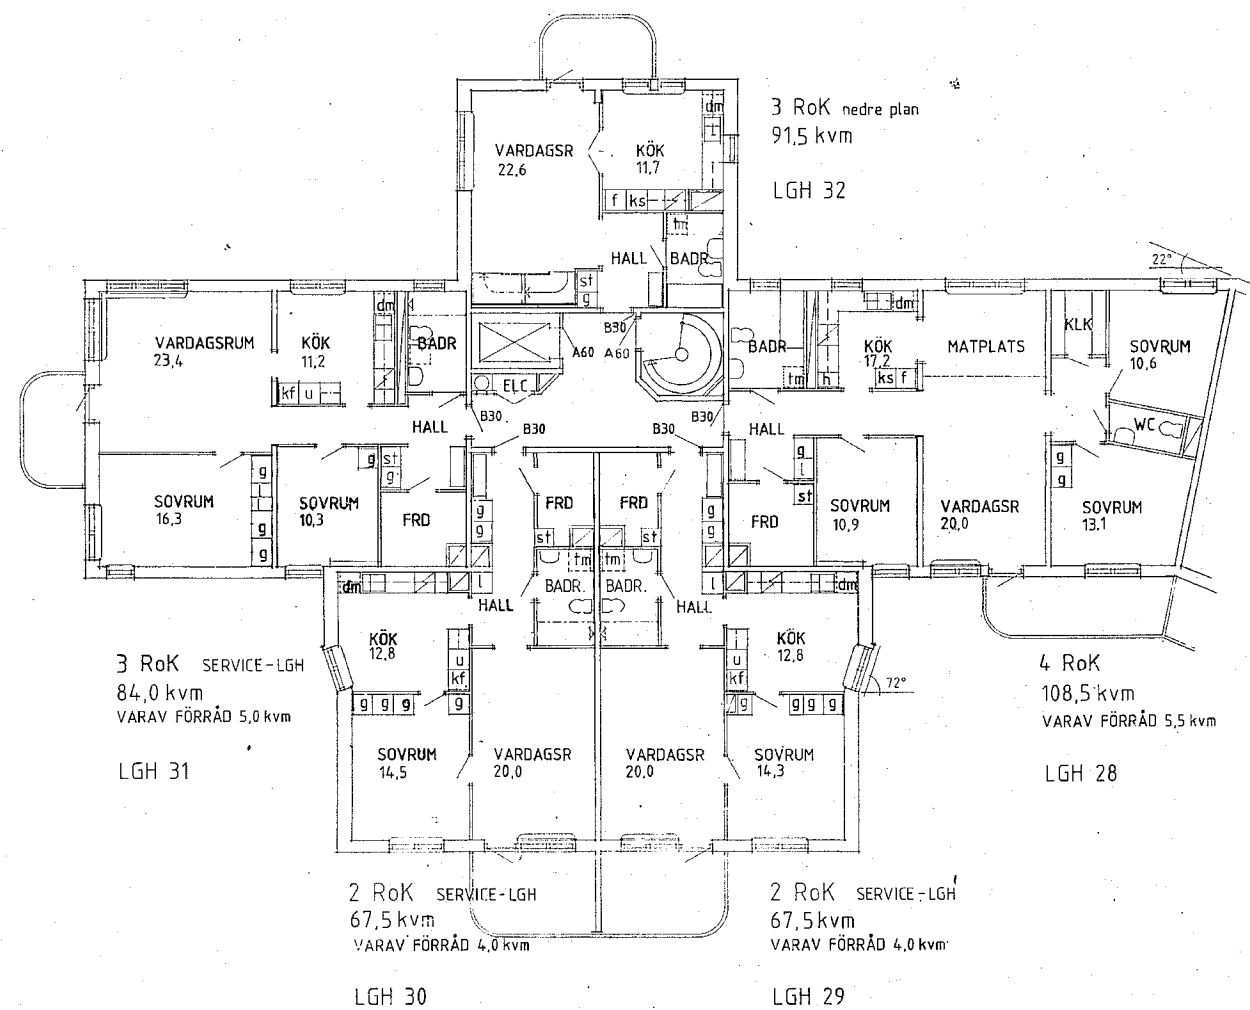 3 RoK nedre plan
91,5 kvm
LGH 32
VARDAGSR
22,6
KÖK
11,7
dm
f ks
tm
HALL
BADR
st
g
22°
VARDAGSRUM
23,4
KÖK
11,2
dm
kf u
BADR
HALL
B30
A60
A60
ELC
B30
B30
B30
B30
SOVRUM
16,3
g
g
g
SOVRUM
10,3
g
st
g
FRD
g
g
FRD
st
FRD
st
g
g
BADR
tm
h
KÖK
17,2
dm
ks f
MATPLATS
KLK
SOVRUM
10,6
WC
HALL
g
l
st
FRD
SOVRUM
10,9
VARDAGSR
20,0
g
g
SOVRUM
13,1
dm
KÖK
12,8
l
HALL
tm
BADR.
tm
BADR.
HALL
l
dm
KÖK
12,8
u
kf
u
kf
72°
g g g
g
g
g g g
SOVRUM
14,5
VARDAGSR
20,0
VARDAGSR
20,0
SOVRUM
14,3
3 RoK SERVICE-LGH
84,0 kvm
VARAV FÖRRÅD 5,0 kvm
LGH 31
4 RoK
108,5 kvm
VARAV FÖRRÅD 5,5 kvm
LGH 28
2 RoK SERVICE-LGH
67,5 kvm
VARAV FÖRRÅD 4,0 kvm
LGH 30
2 RoK SERVICE-LGH
67,5 kvm
VARAV FÖRRÅD 4,0 kvm
LGH 29